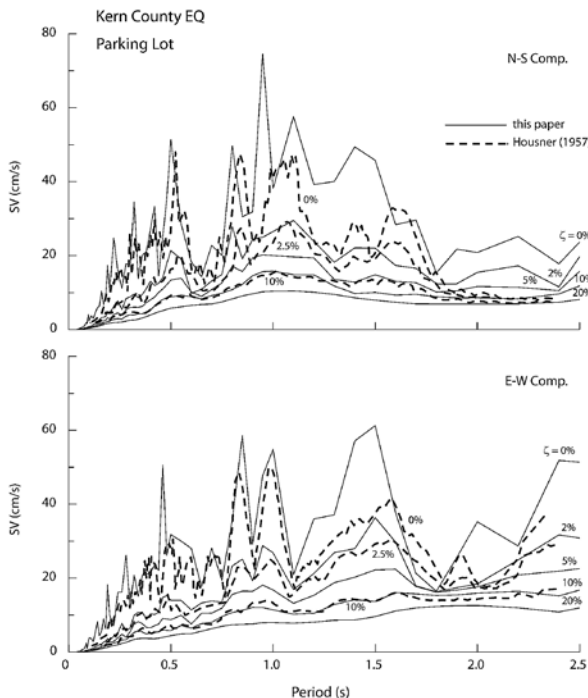 Kern County EQ
Parking Lot
N-S Comp.
this paper
Housner (1957
80
60
40
20
0
SV (cm/s)
0%
2.5%
10%
ζ = 0%
2%
5%
10%
20%
E-W Comp.
80
60
40
20
0
SV (cm/s)
ζ = 0%
0%
2%
2.5%
5%
10%
10%
20%
0
0.5
1.0
1.5
2.0
2.5
Period (s)